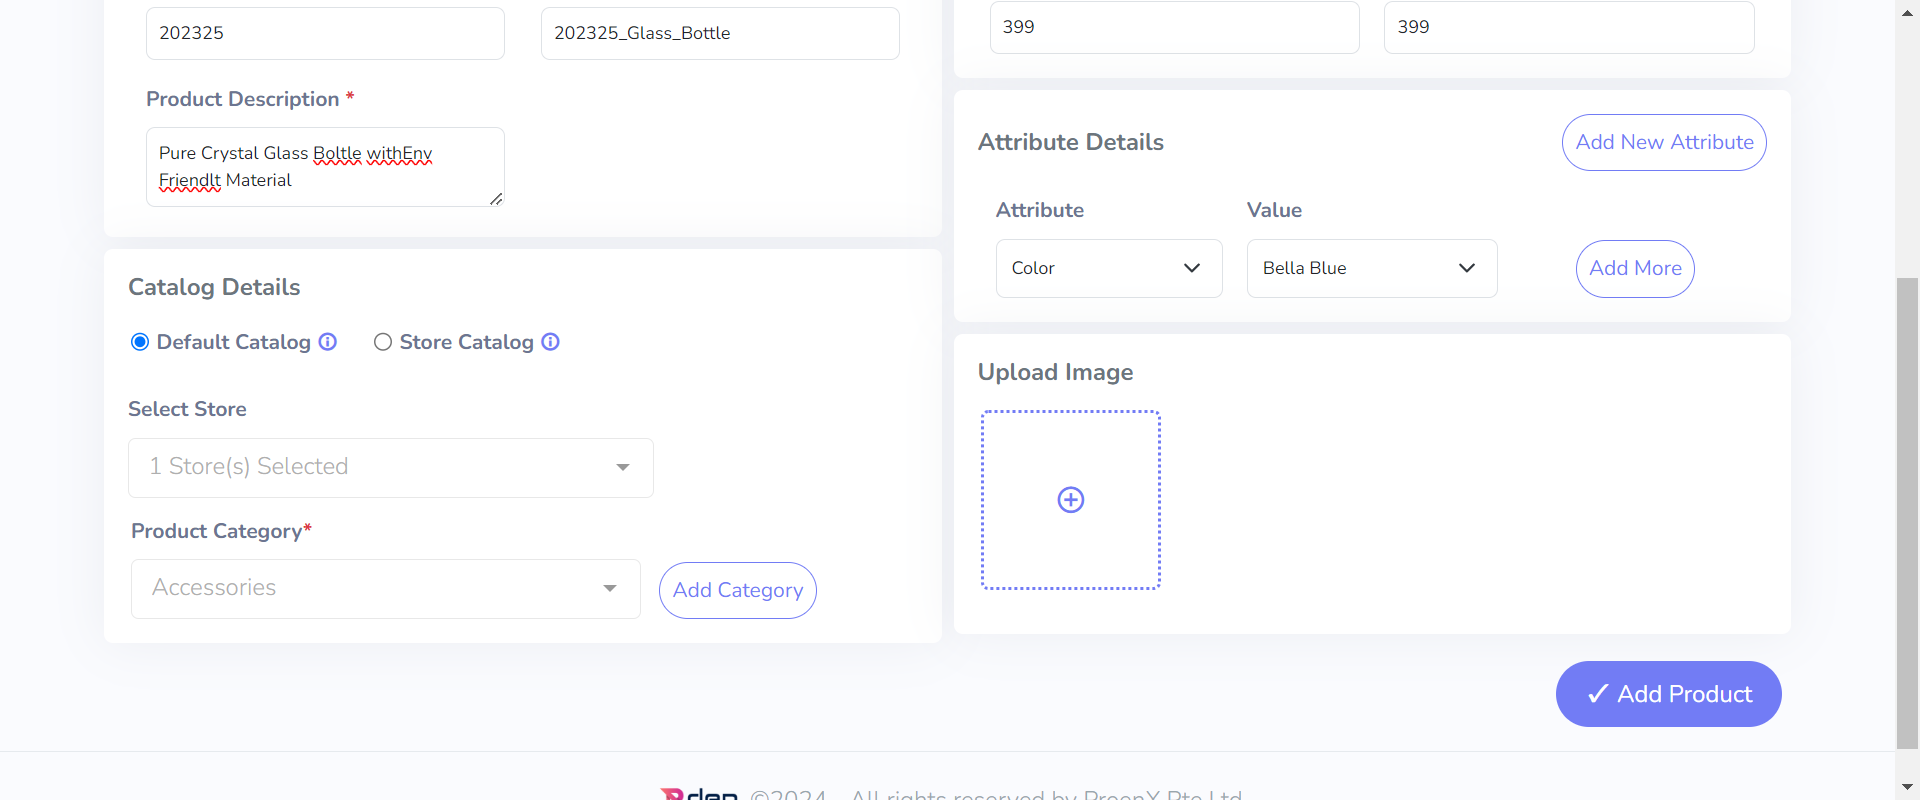 202325
202325_Glass_Bottle
Product Description *
Pure Crystal Glass Boltle withEnv
Friendlt Material
Catalog Details
Default Catalog
Store Catalog
Select Store
1 Store(s) Selected
Product Category*
Accessories
Add Category
399
399
Attribute Details
Add New Attribute
Attribute
Value
Color
Bella Blue
Add More
Upload Image
✓ Add Product
©2024 All rights reserved by ProenX Pte Ltd